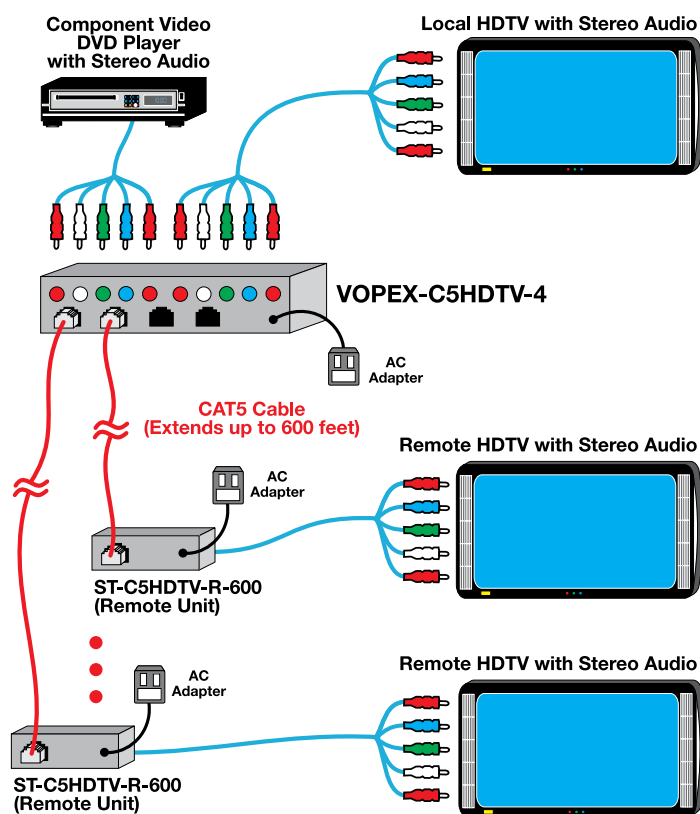 Component Video
DVD Player
with Stereo Audio
Local HDTV with Stereo Audio
VOPEX-C5HDTV-4
AC
Adapter
CAT5 Cable
(Extends up to 600 feet)
Remote HDTV with Stereo Audio
AC
Adapter
ST-C5HDTV-R-600
(Remote Unit)
Remote HDTV with Stereo Audio
AC
Adapter
ST-C5HDTV-R-600
(Remote Unit)